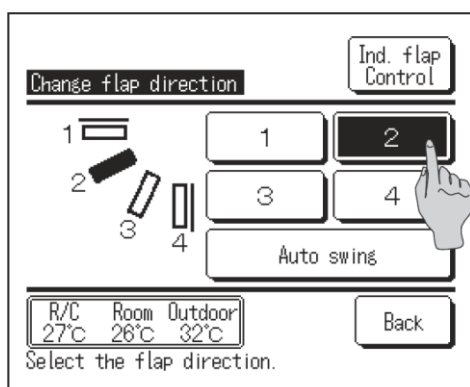 Ind. flap
Control
Change flap direction
1
2
3
4
1
2
3
4
Auto swing
R/C Room Outdoor
27°C 26°C 32°C
Back
Select the flap direction.